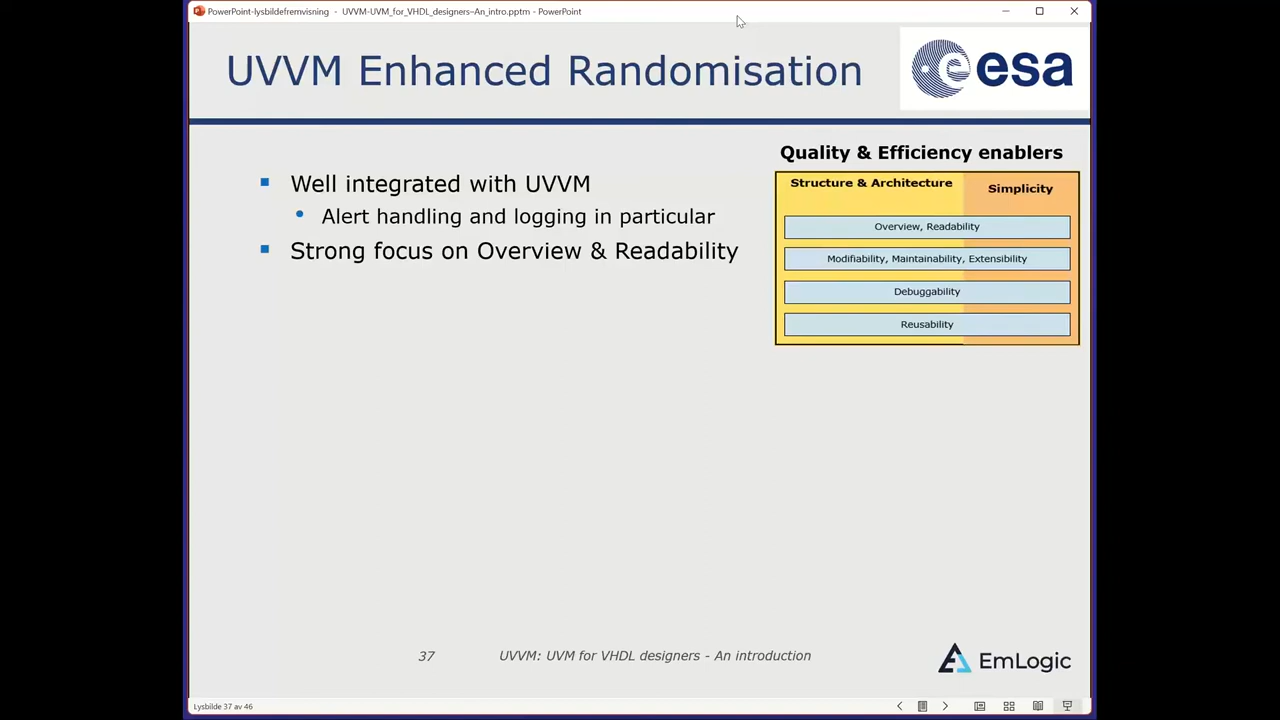 PowerPoint-lysbildefremvisning - UVVM-UVM_for_VHDL_designers–An_intro.pptm - PowerPoint
UVVM Enhanced Randomisation
esa
Well integrated with UVVM
Alert handling and logging in particular
Strong focus on Overview & Readability
Quality & Efficiency enablers
Structure & Architecture
Simplicity
Overview, Readability
Modifiability, Maintainability, Extensibility
Debuggability
Reusability
37
UVVM: UVM for VHDL designers - An introduction
EmLogic
Lysbilde 37 av 46